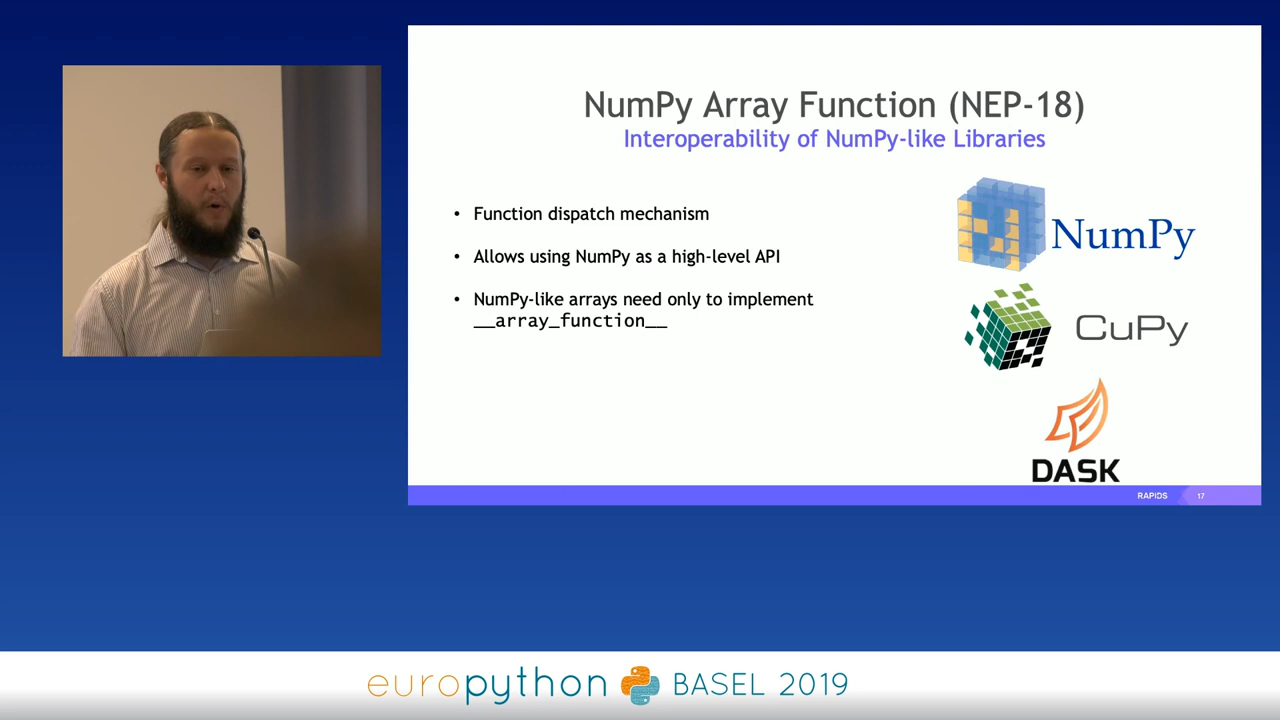 NumPy Array Function (NEP-18)
Interoperability of NumPy-like Libraries
• Function dispatch mechanism
• Allows using NumPy as a high-level API
• NumPy-like arrays need only to implement
__array_function__
NumPy
CuPy
DASK
RAPIDS 17
europython BASEL 2019